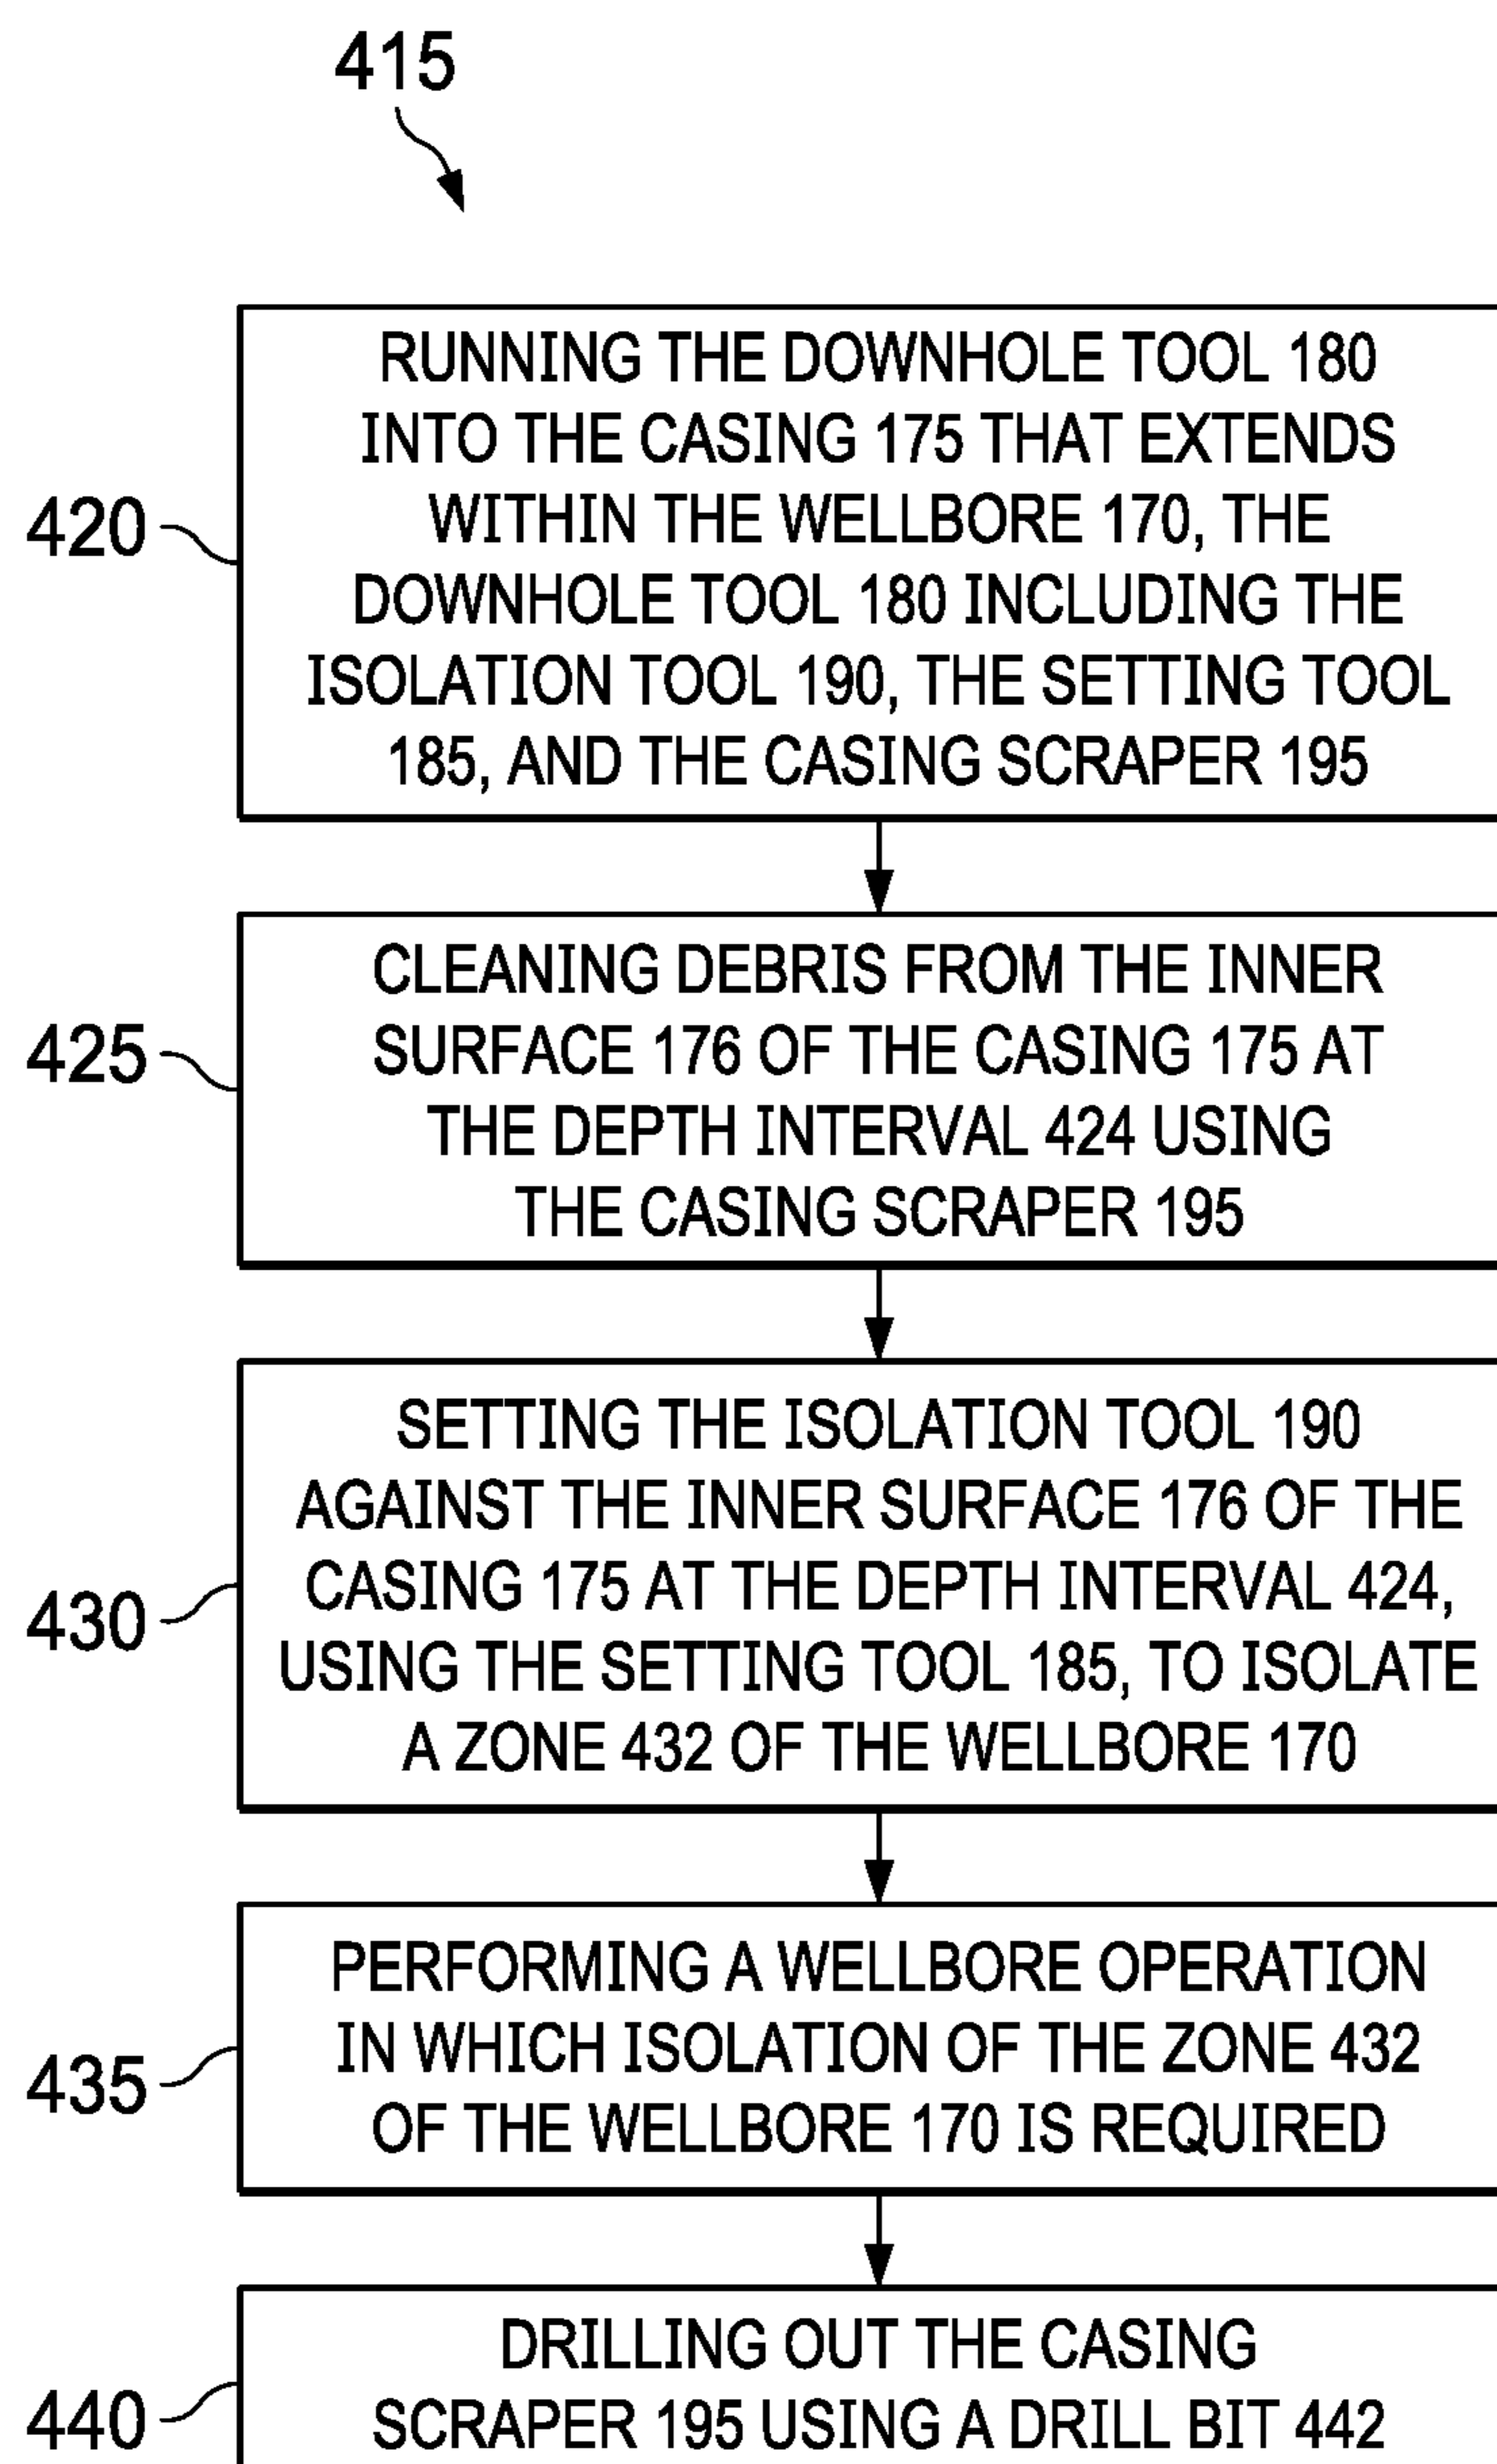 415
420
RUNNING THE DOWNHOLE TOOL 180
INTO THE CASING 175 THAT EXTENDS
WITHIN THE WELLBORE 170, THE
DOWNHOLE TOOL 180 INCLUDING THE
ISOLATION TOOL 190, THE SETTING TOOL
185, AND THE CASING SCRAPER 195
425
CLEANING DEBRIS FROM THE INNER
SURFACE 176 OF THE CASING 175 AT
THE DEPTH INTERVAL 424 USING
THE CASING SCRAPER 195
430
SETTING THE ISOLATION TOOL 190
AGAINST THE INNER SURFACE 176 OF THE
CASING 175 AT THE DEPTH INTERVAL 424,
USING THE SETTING TOOL 185, TO ISOLATE
A ZONE 432 OF THE WELLBORE 170
435
PERFORMING A WELLBORE OPERATION
IN WHICH ISOLATION OF THE ZONE 432
OF THE WELLBORE 170 IS REQUIRED
440
DRILLING OUT THE CASING
SCRAPER 195 USING A DRILL BIT 442